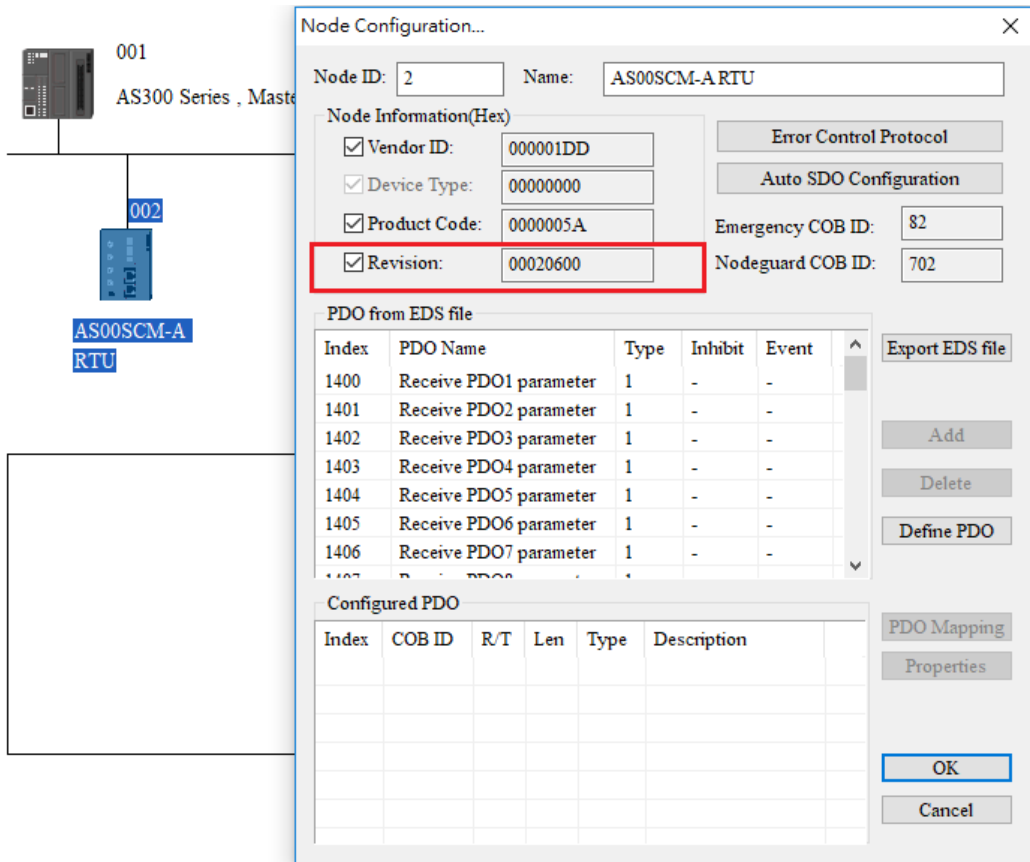 Node Configuration...
001
AS300 Series , Maste
002
AS00SCM-A
RTU
Node ID: 2 Name: AS00SCM-A RTU
Node Information(Hex)
Vendor ID: 000001DD
Device Type: 00000000
Product Code: 0000005A
Revision: 00020600
Error Control Protocol
Auto SDO Configuration
Emergency COB ID: 82
Nodeguard COB ID: 702
PDO from EDS file
Index PDO Name Type Inhibit Event
1400 Receive PDO1 parameter 1 - -
1401 Receive PDO2 parameter 1 - -
1402 Receive PDO3 parameter 1 - -
1403 Receive PDO4 parameter 1 - -
1404 Receive PDO5 parameter 1 - -
1405 Receive PDO6 parameter 1 - -
1406 Receive PDO7 parameter 1 - -
Export EDS file
Add
Delete
Define PDO
Configured PDO
Index COB ID R/T Len Type Description
PDO Mapping
Properties
OK
Cancel